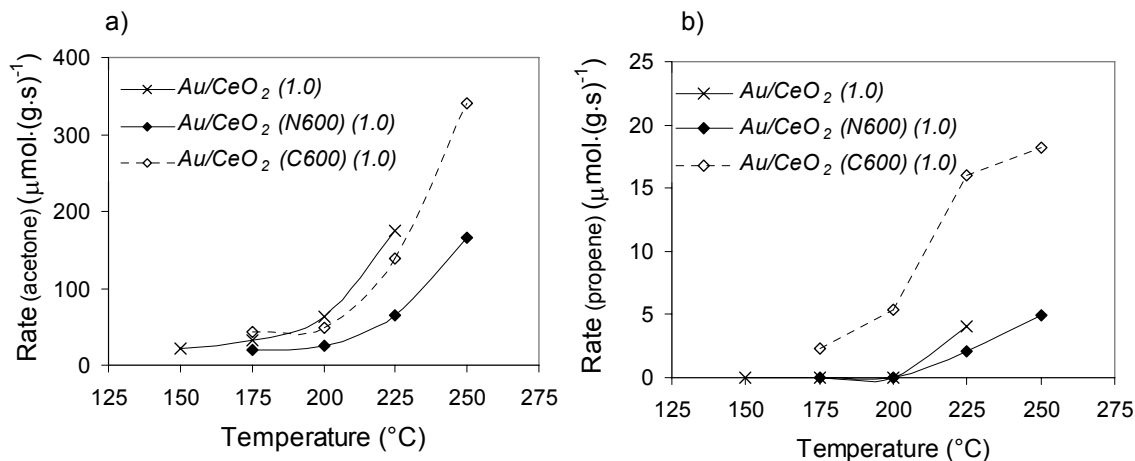 a)
400
300
200
100
0
Rate (acetone) (μmol·(g·s)⁻¹
Au/CeO₂ (1.0)
Au/CeO₂ (N600) (1.0)
Au/CeO₂ (C600) (1.0)
125 150 175 200 225 250 275
Temperature (°C)
b)
25
20
15
10
5
0
Rate (propene) (μmol·(g·s)⁻¹
Au/CeO₂ (1.0)
Au/CeO₂ (N600) (1.0)
Au/CeO₂ (C600) (1.0)
125 150 175 200 225 250 275
Temperature (°C)